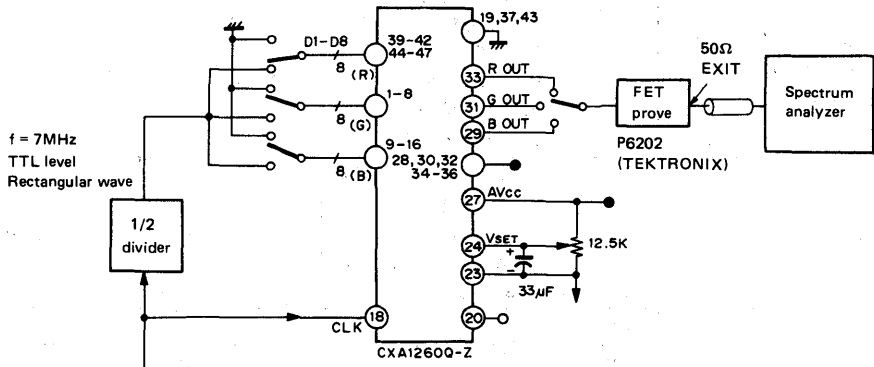 D1-D8
8
(R)
39-42
44-47
19,37,43
33
R OUT
8
(G)
1-8
31
G OUT
29
B OUT
8
(B)
9-16
28,30,32
34-36
27
AVcc
24
VSET
+
-
33μF
12.5K
23
20
18
CLK
CXA1260Q-Z
50Ω
EXIT
FET
prove
P6202
(TEKTRONIX)
Spectrum
analyzer
f = 7MHz
TTL level
Rectangular wave
1/2
divider